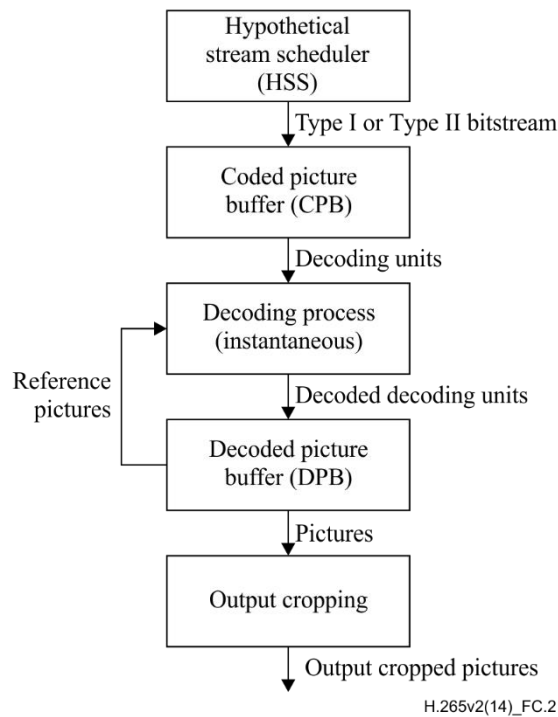 Hypothetical
stream scheduler
(HSS)
Type I or Type II bitstream
Coded picture
buffer (CPB)
Decoding units
Decoding process
(instantaneous)
Reference
pictures
Decoded decoding units
Decoded picture
buffer (DPB)
Pictures
Output cropping
Output cropped pictures
H.265v2(14)_FC.2